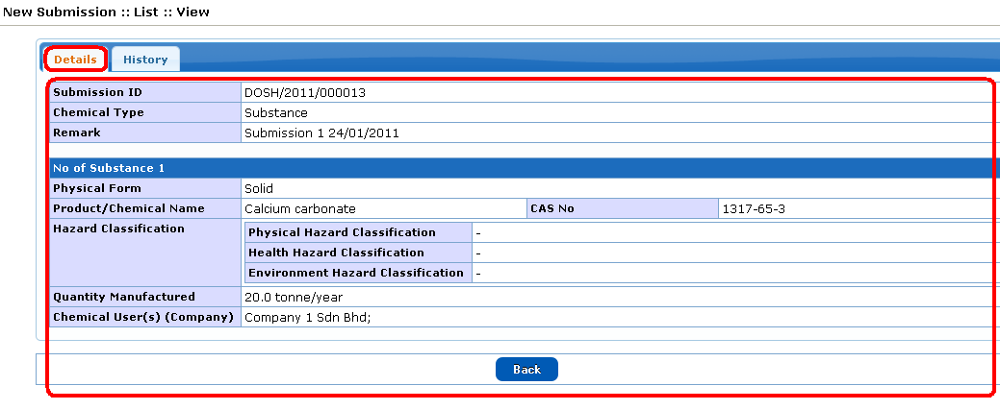 New Submission :: List :: View
Details History
Submission ID DOSH/2011/000013
Chemical Type Substance
Remark Submission 1 24/01/2011
No of Substance 1
Physical Form Solid
Product/Chemical Name Calcium carbonate CAS No 1317-65-3
Hazard Classification Physical Hazard Classification -
Health Hazard Classification -
Environment Hazard Classification -
Quantity Manufactured 20.0 tonne/year
Chemical User(s) (Company) Company 1 Sdn Bhd;
Back